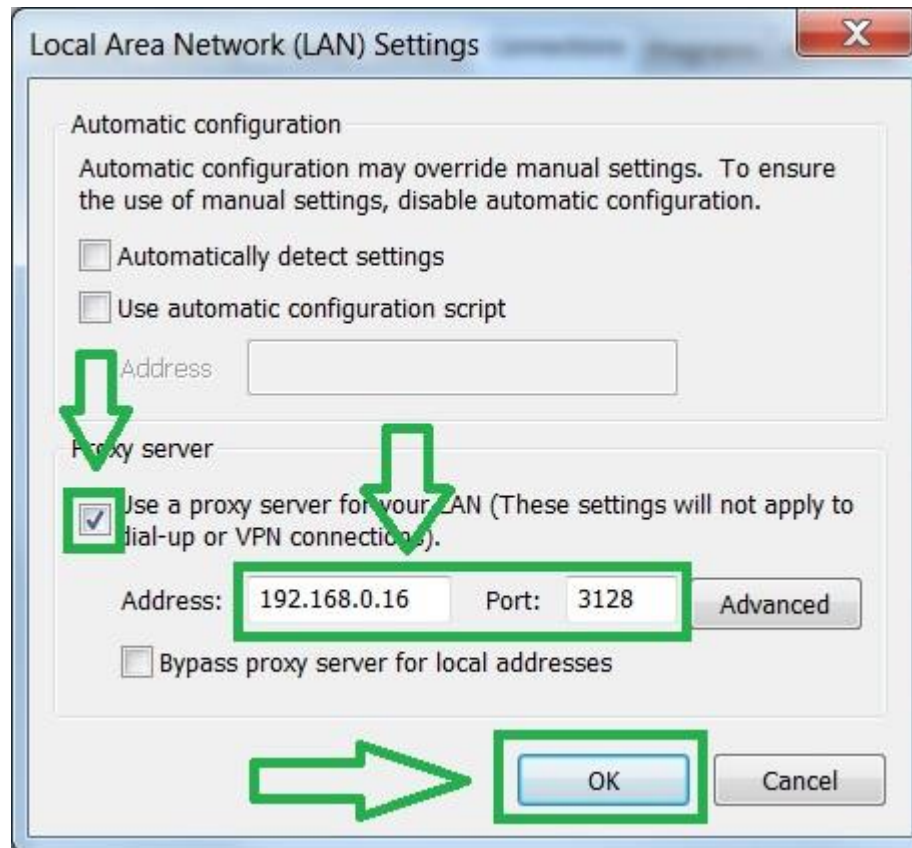 Local Area Network (LAN) Settings
Automatic configuration
Automatic configuration may override manual settings. To ensure
the use of manual settings, disable automatic configuration.
Automatically detect settings
Use automatic configuration script
Address
Proxy server
Use a proxy server for your LAN (These settings will not apply to
dial-up or VPN connections).
Address: 192.168.0.16 Port: 3128 Advanced
Bypass proxy server for local addresses
OK Cancel